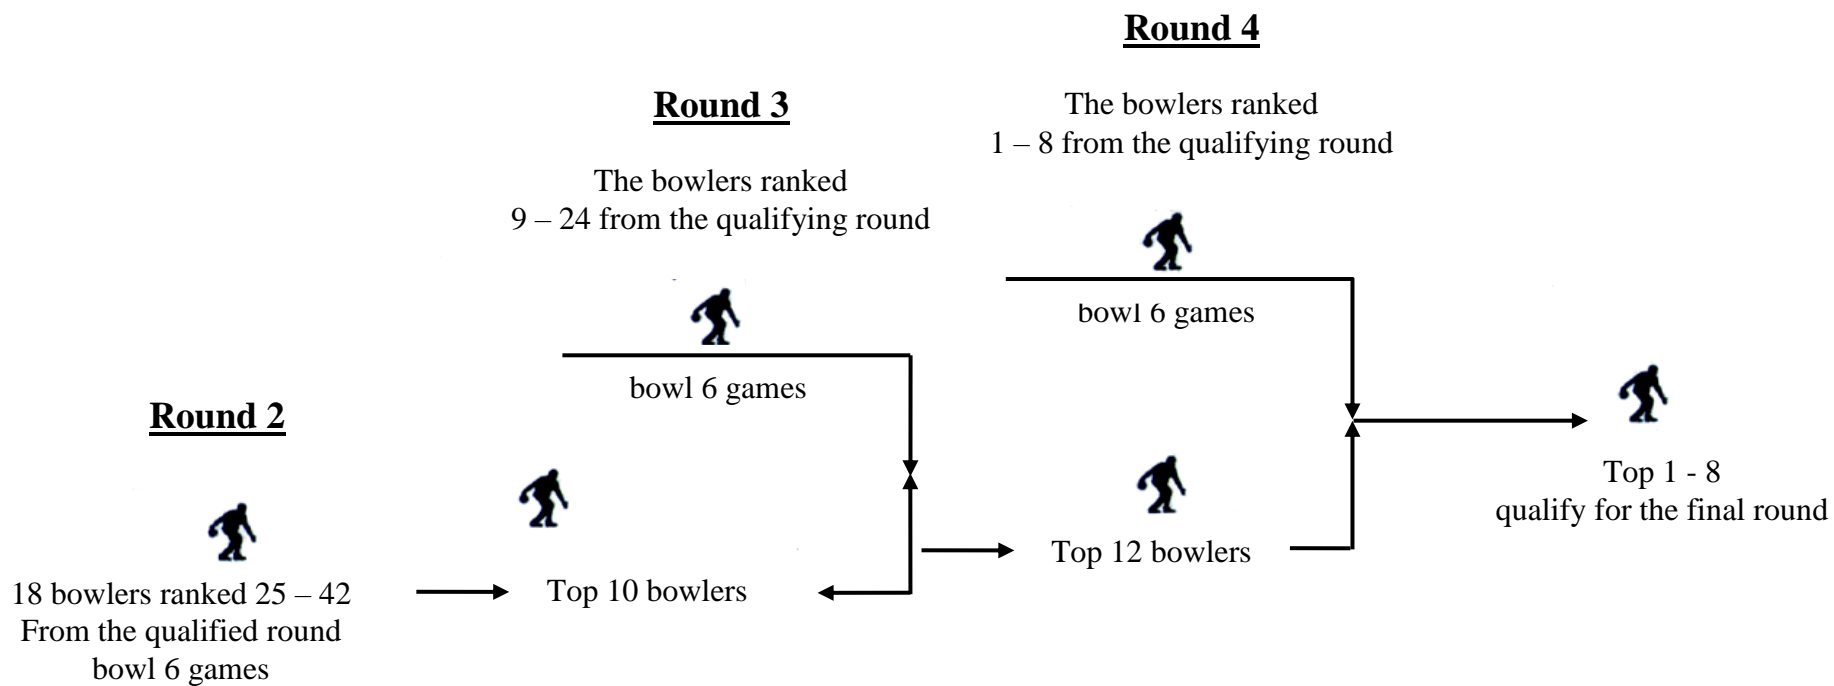 Round 4
The bowlers ranked
1 – 8 from the qualifying round
bowl 6 games
Round 3
The bowlers ranked
9 – 24 from the qualifying round
bowl 6 games
Round 2
18 bowlers ranked 25 – 42
From the qualified round
bowl 6 games
Top 10 bowlers
Top 12 bowlers
Top 1 - 8
qualify for the final round